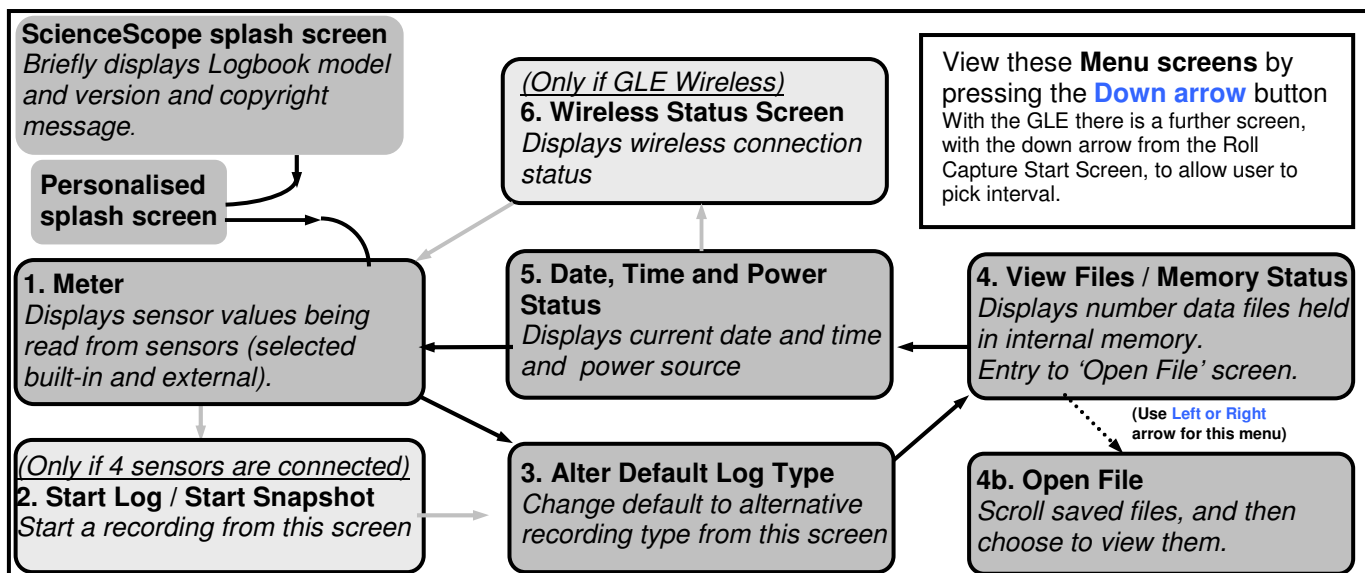 ScienceScope splash screen
Briefly displays Logbook model
and version and copyright
message.
Personalised
splash screen
(Only if GLE Wireless)
6. Wireless Status Screen
Displays wireless connection
status
View these Menu screens by
pressing the Down arrow button
With the GLE there is a further screen,
with the down arrow from the Roll
Capture Start Screen, to allow user to
pick interval.
1. Meter
Displays sensor values being
read from sensors (selected
built-in and external).
5. Date, Time and Power
Status
Displays current date and time
and power source
4. View Files / Memory Status
Displays number data files held
in internal memory.
Entry to ‘Open File’ screen.
(Use Left or Right
arrow for this menu)
(Only if 4 sensors are connected)
2. Start Log / Start Snapshot
Start a recording from this screen
3. Alter Default Log Type
Change default to alternative
recording type from this screen
4b. Open File
Scroll saved files, and then
choose to view them.